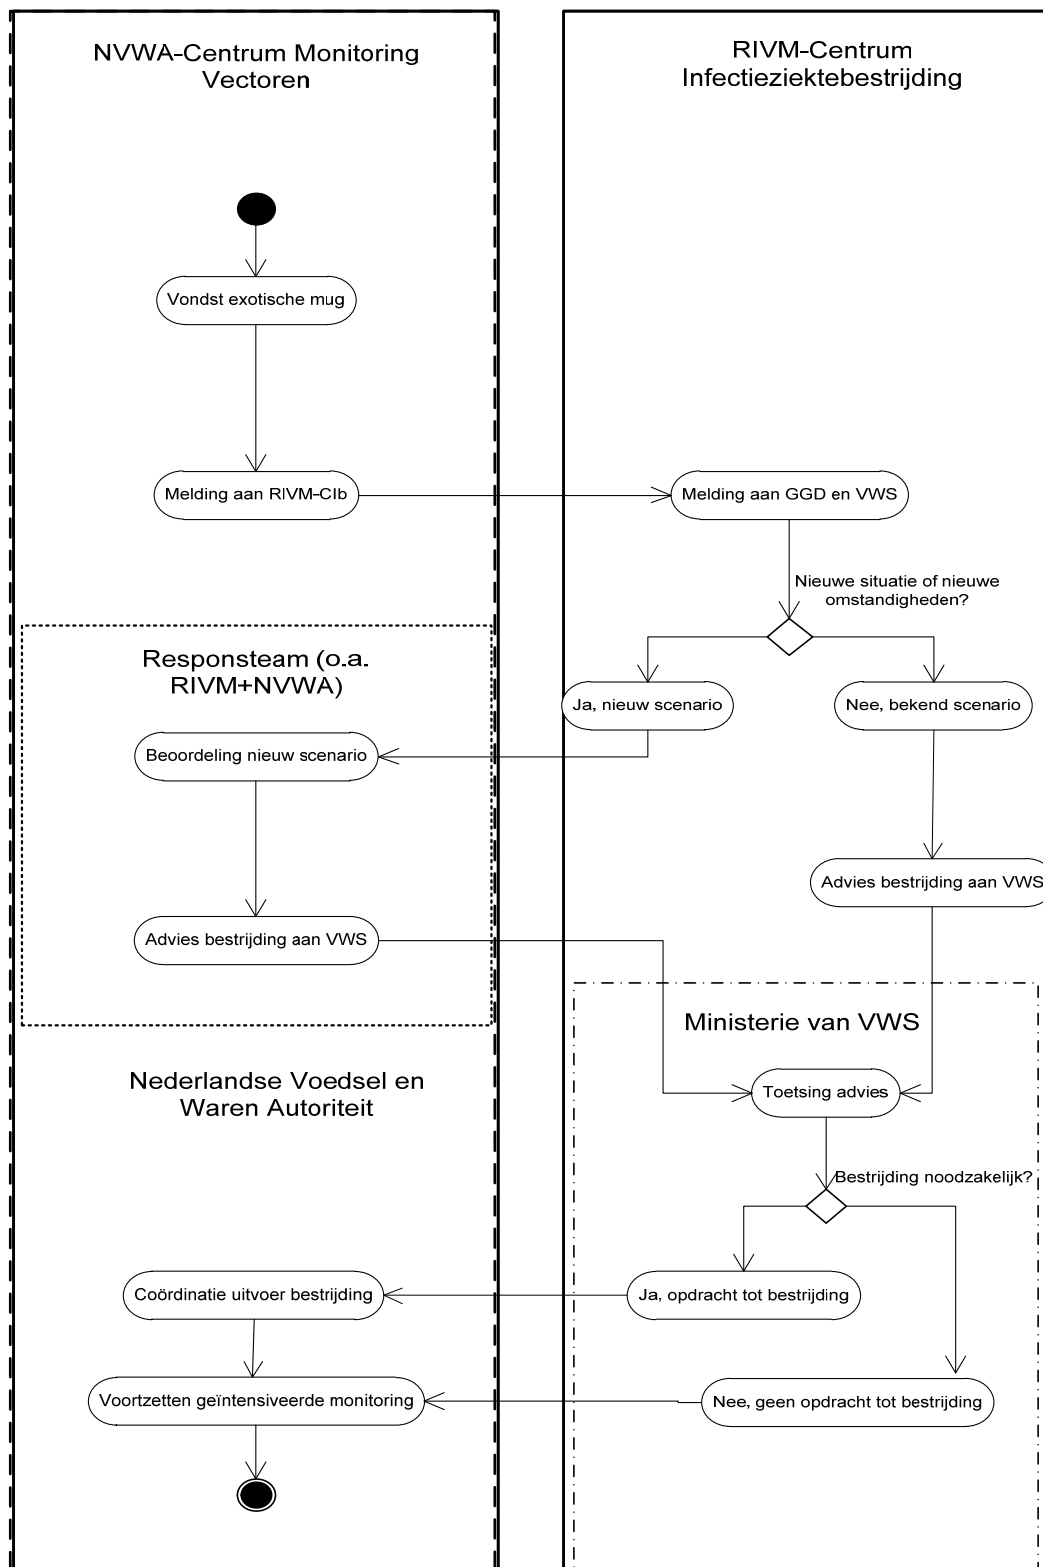 NVWA-Centrum Monitoring
Vectoren
RIVM-Centrum
Infectieziektebestrijding
Vondst exotische mug
Melding aan RIVM-CIb
Melding aan GGD en VWS
Nieuwe situatie of nieuwe
omstandigheden?
Ja, nieuw scenario
Nee, bekend scenario
Responsteam (o.a.
RIVM+NVWA)
Beoordeling nieuw scenario
Advies bestrijding aan VWS
Advies bestrijding aan VWS
Ministerie van VWS
Toetsing advies
Bestrijding noodzakelijk?
Nederlandse Voedsel en
Waren Autoriteit
Ja, opdracht tot bestrijding
Coördinatie uitvoer bestrijding
Nee, geen opdracht tot bestrijding
Voortzetten geïntensiveerde monitoring